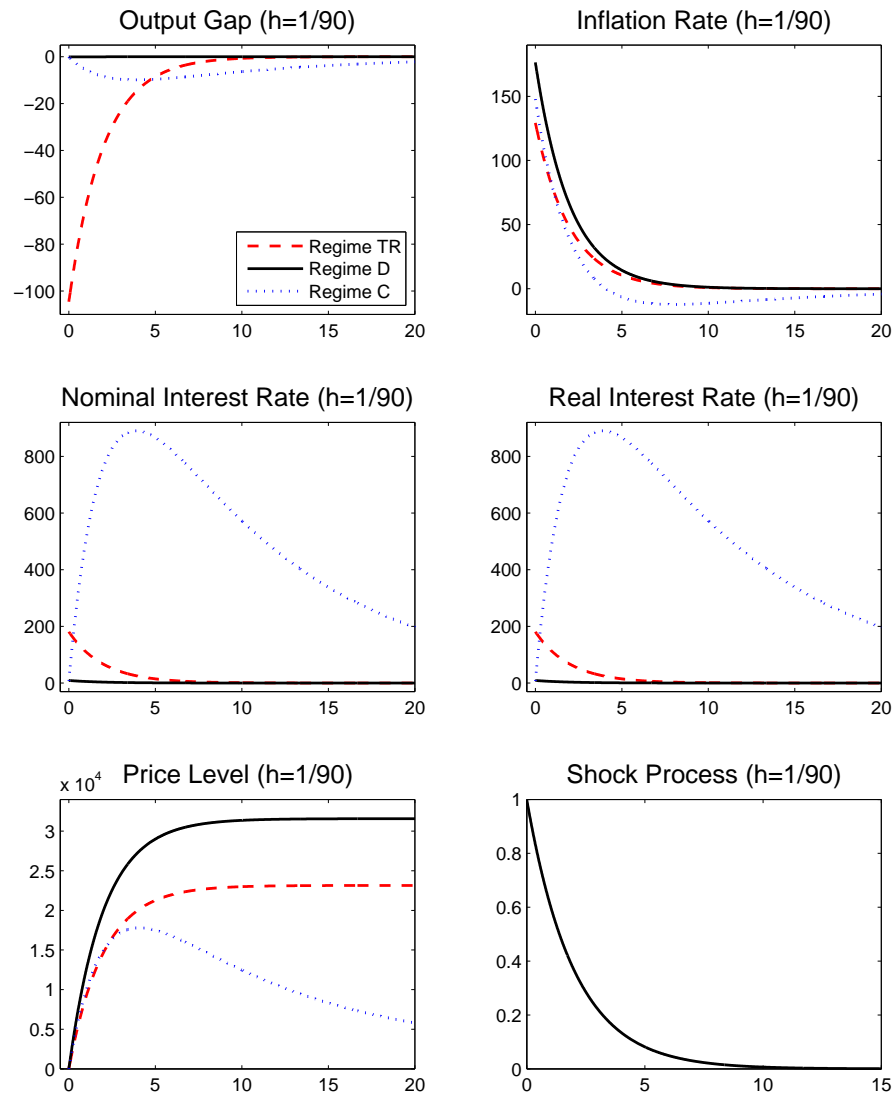 Output Gap (h=1/90)
0
−20
−40
−60
−80
−100
Regime TR
Regime D
Regime C
0 5 10 15 20
Inflation Rate (h=1/90)
150
100
50
0
0 5 10 15 20
Nominal Interest Rate (h=1/90)
800
600
400
200
0
0 5 10 15 20
Real Interest Rate (h=1/90)
800
600
400
200
0
0 5 10 15 20
x 10^4
Price Level (h=1/90)
3
2.5
2
1.5
1
0.5
0
0 5 10 15 20
Shock Process (h=1/90)
1
0.8
0.6
0.4
0.2
0
0 5 10 15